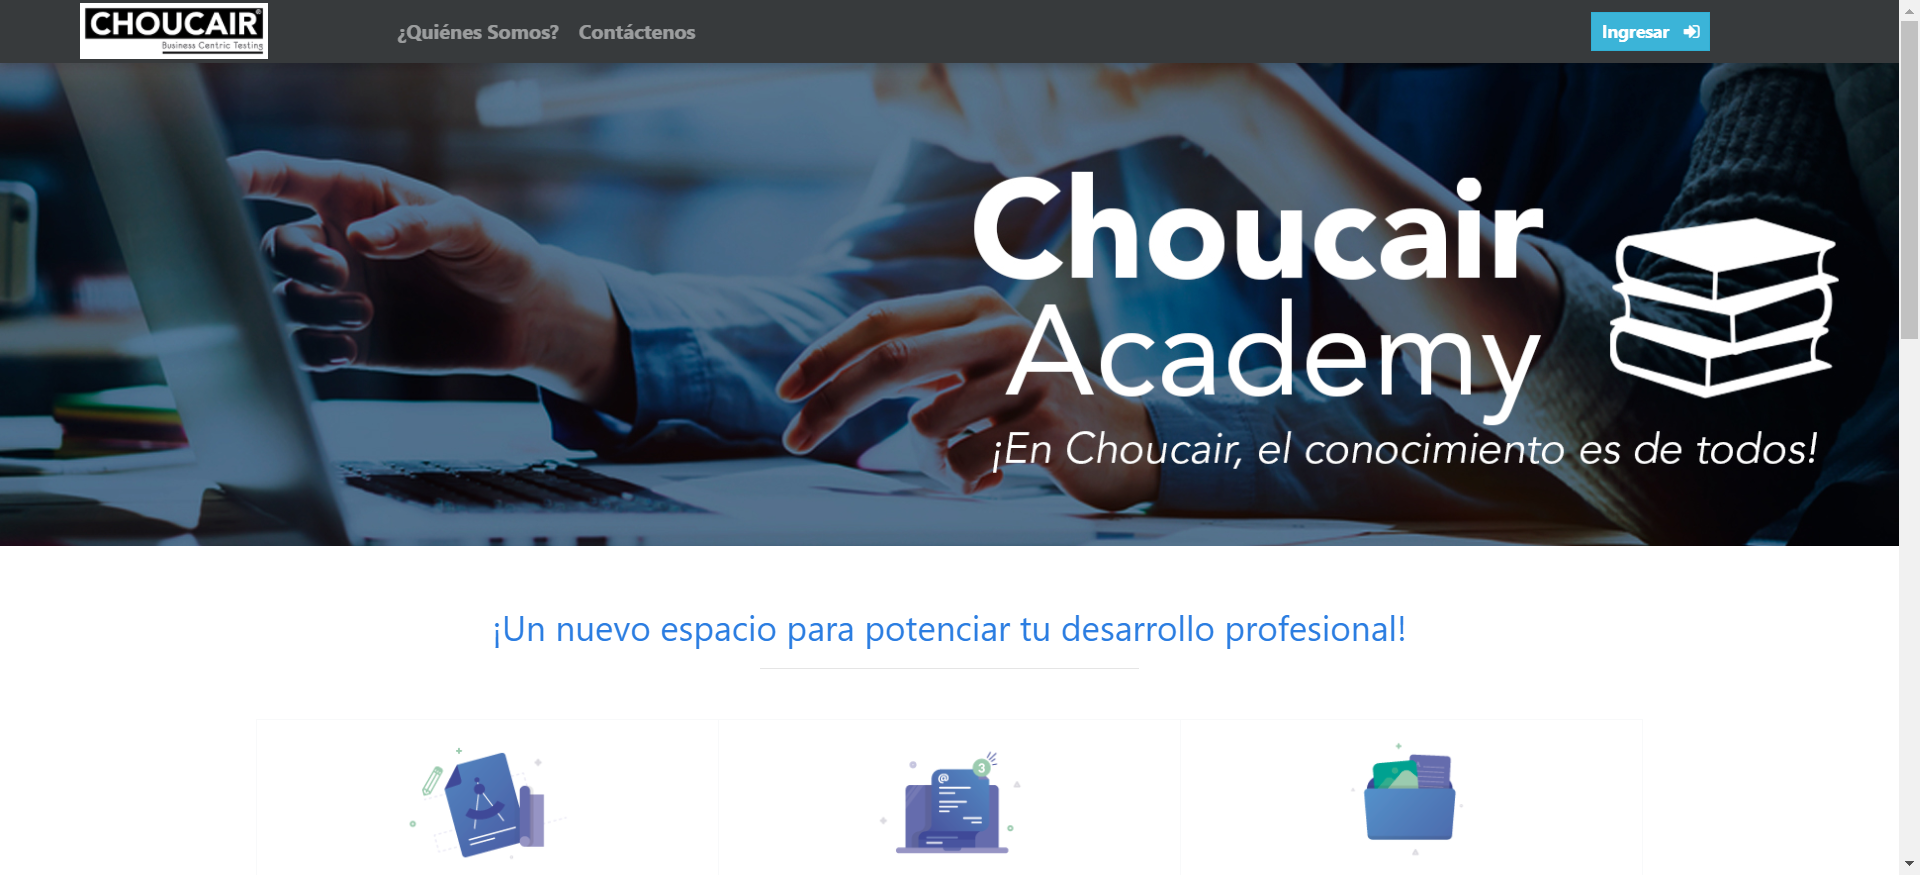 CHOUCAIR®
Business Centric Testing
¿Quiénes Somos?
Contáctenos
Ingresar
Choucair
Academy
¡En Choucair, el conocimiento es de todos!
¡Un nuevo espacio para potenciar tu desarrollo profesional!
@
3